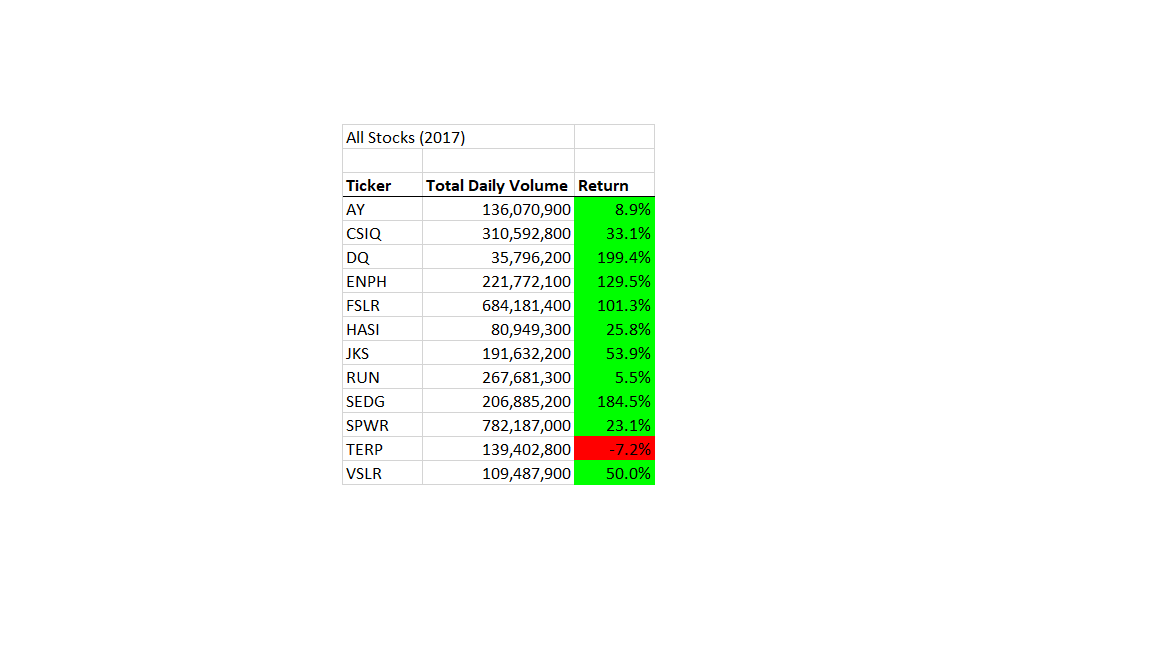 All Stocks (2017)
Ticker Total Daily Volume Return
AY 136,070,900 8.9%
CSIQ 310,592,800 33.1%
DQ 35,796,200 199.4%
ENPH 221,772,100 129.5%
FSLR 684,181,400 101.3%
HASI 80,949,300 25.8%
JKS 191,632,200 53.9%
RUN 267,681,300 5.5%
SEDG 206,885,200 184.5%
SPWR 782,187,000 23.1%
TERP 139,402,800 -7.2%
VSLR 109,487,900 50.0%